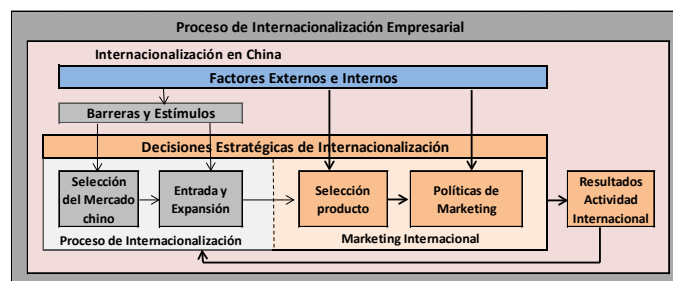 Proceso de Internacionalización Empresarial
Internacionalización en China
Factores Externos e Internos
Barreras y Estímulos
Decisiones Estratégicas de Internacionalización
Selección
del Mercado
chino
Entrada y
Expansión
Selección
producto
Políticas de
Marketing
Resultados
Actividad
Internacional
Proceso de Internacionalización
Marketing Internacional